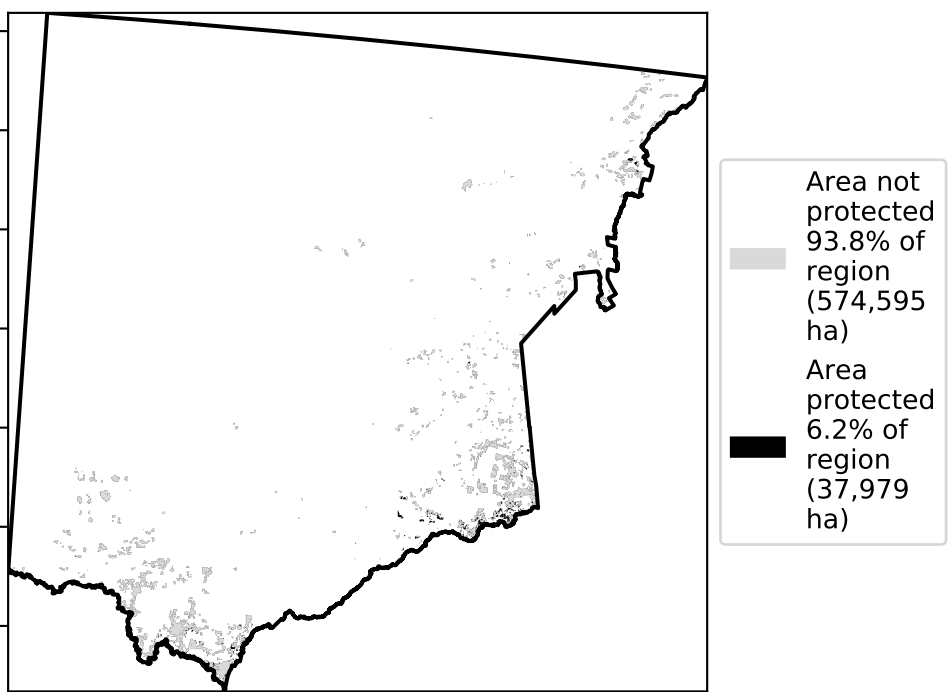 Area not
protected
93.8% of
region
(574,595
ha)
Area
protected
6.2% of
region
(37,979
ha)